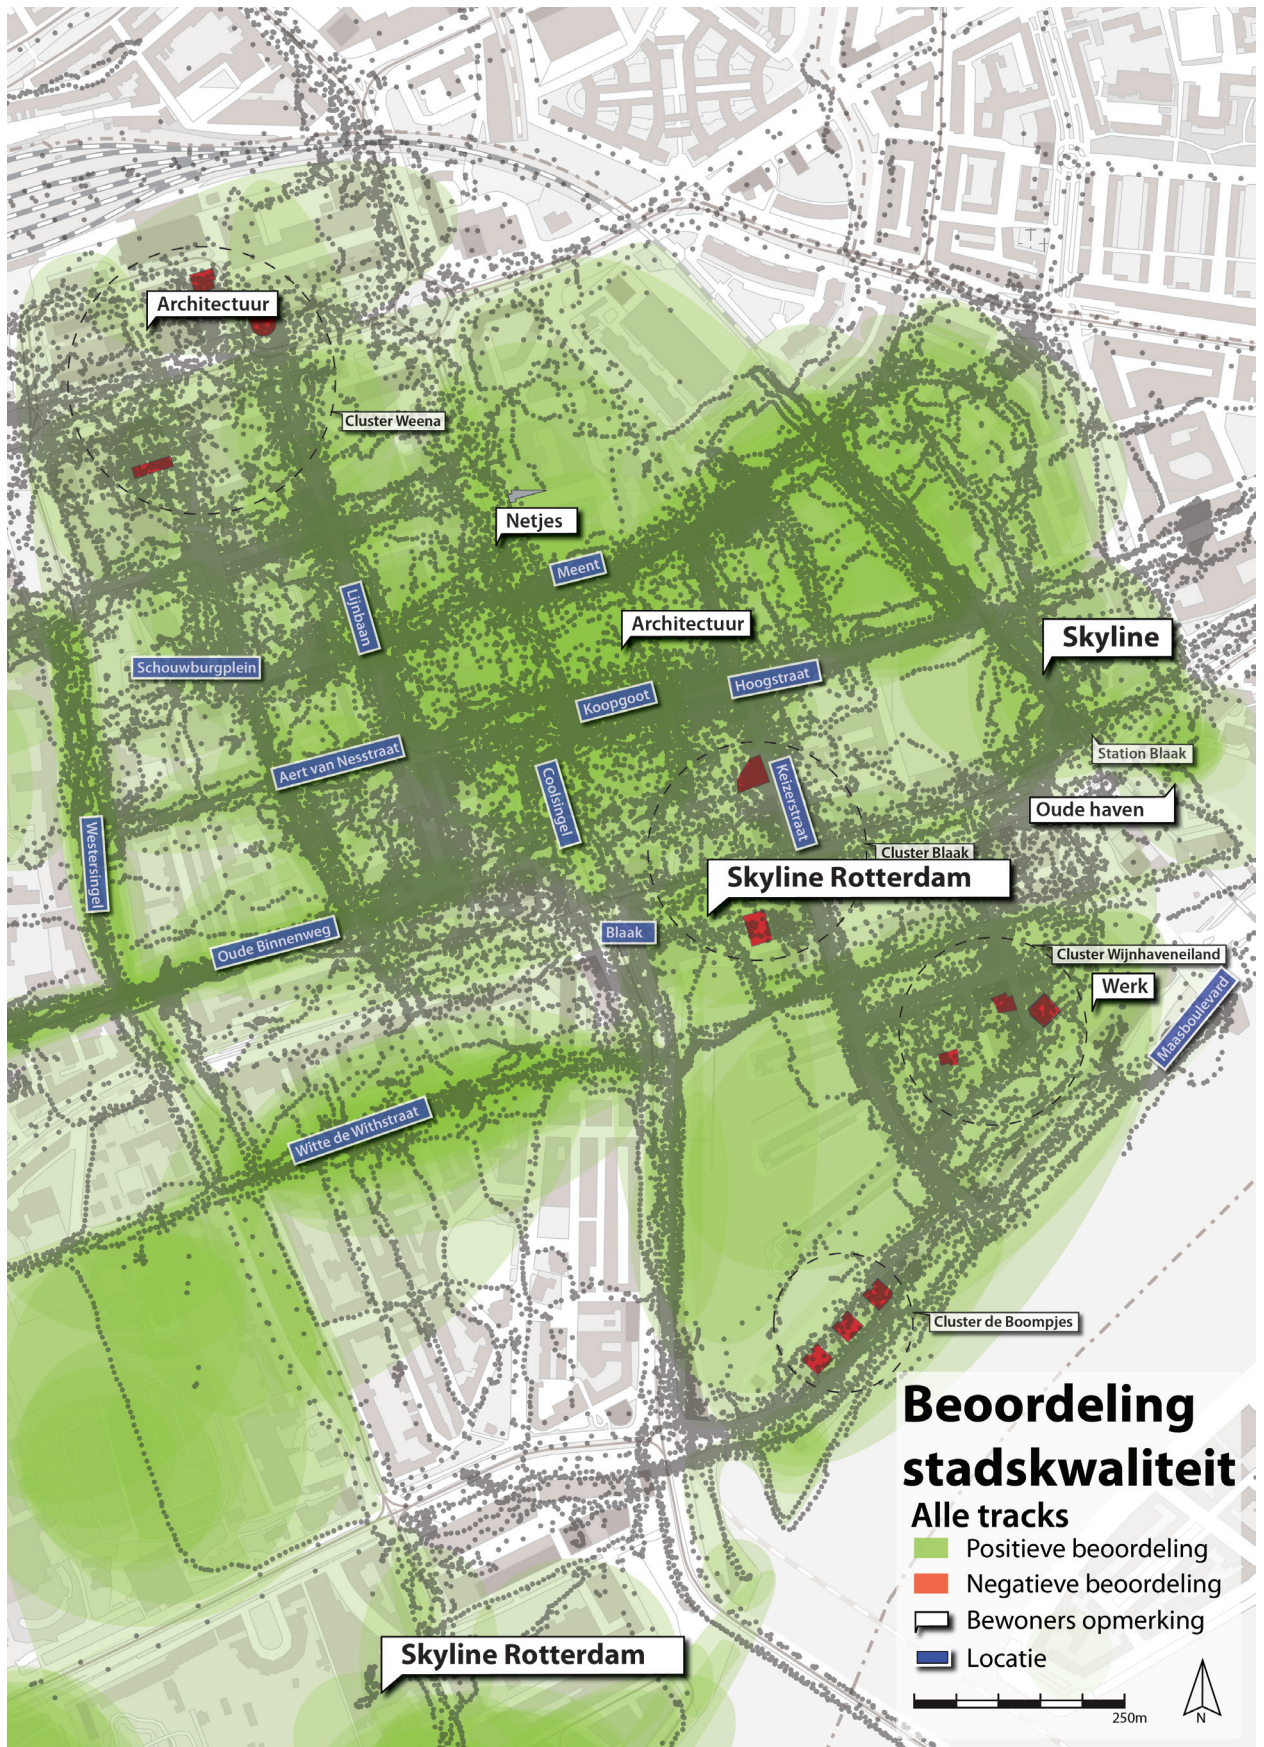 Architectuur
Cluster Weena
Netjes
Meent
Lijnbaan
Architectuur
Skyline
Schouwburgplein
Hoogstraat
Koopgoot
Aert van Nesstraat
Station Blaak
Coolsingel
Keizerstraat
Oude haven
Westersingel
Cluster Blaak
Skyline Rotterdam
Oude Binnenweg
Blaak
Cluster Wijnhaveneiland
Werk
Maasboulevard
Witte de Withstraat
Cluster de Boompjes
Beoordeling
stadskwaliteit
Alle tracks
Positieve beoordeling
Negatieve beoordeling
Bewoners opmerking
Locatie
250m
N
Skyline Rotterdam